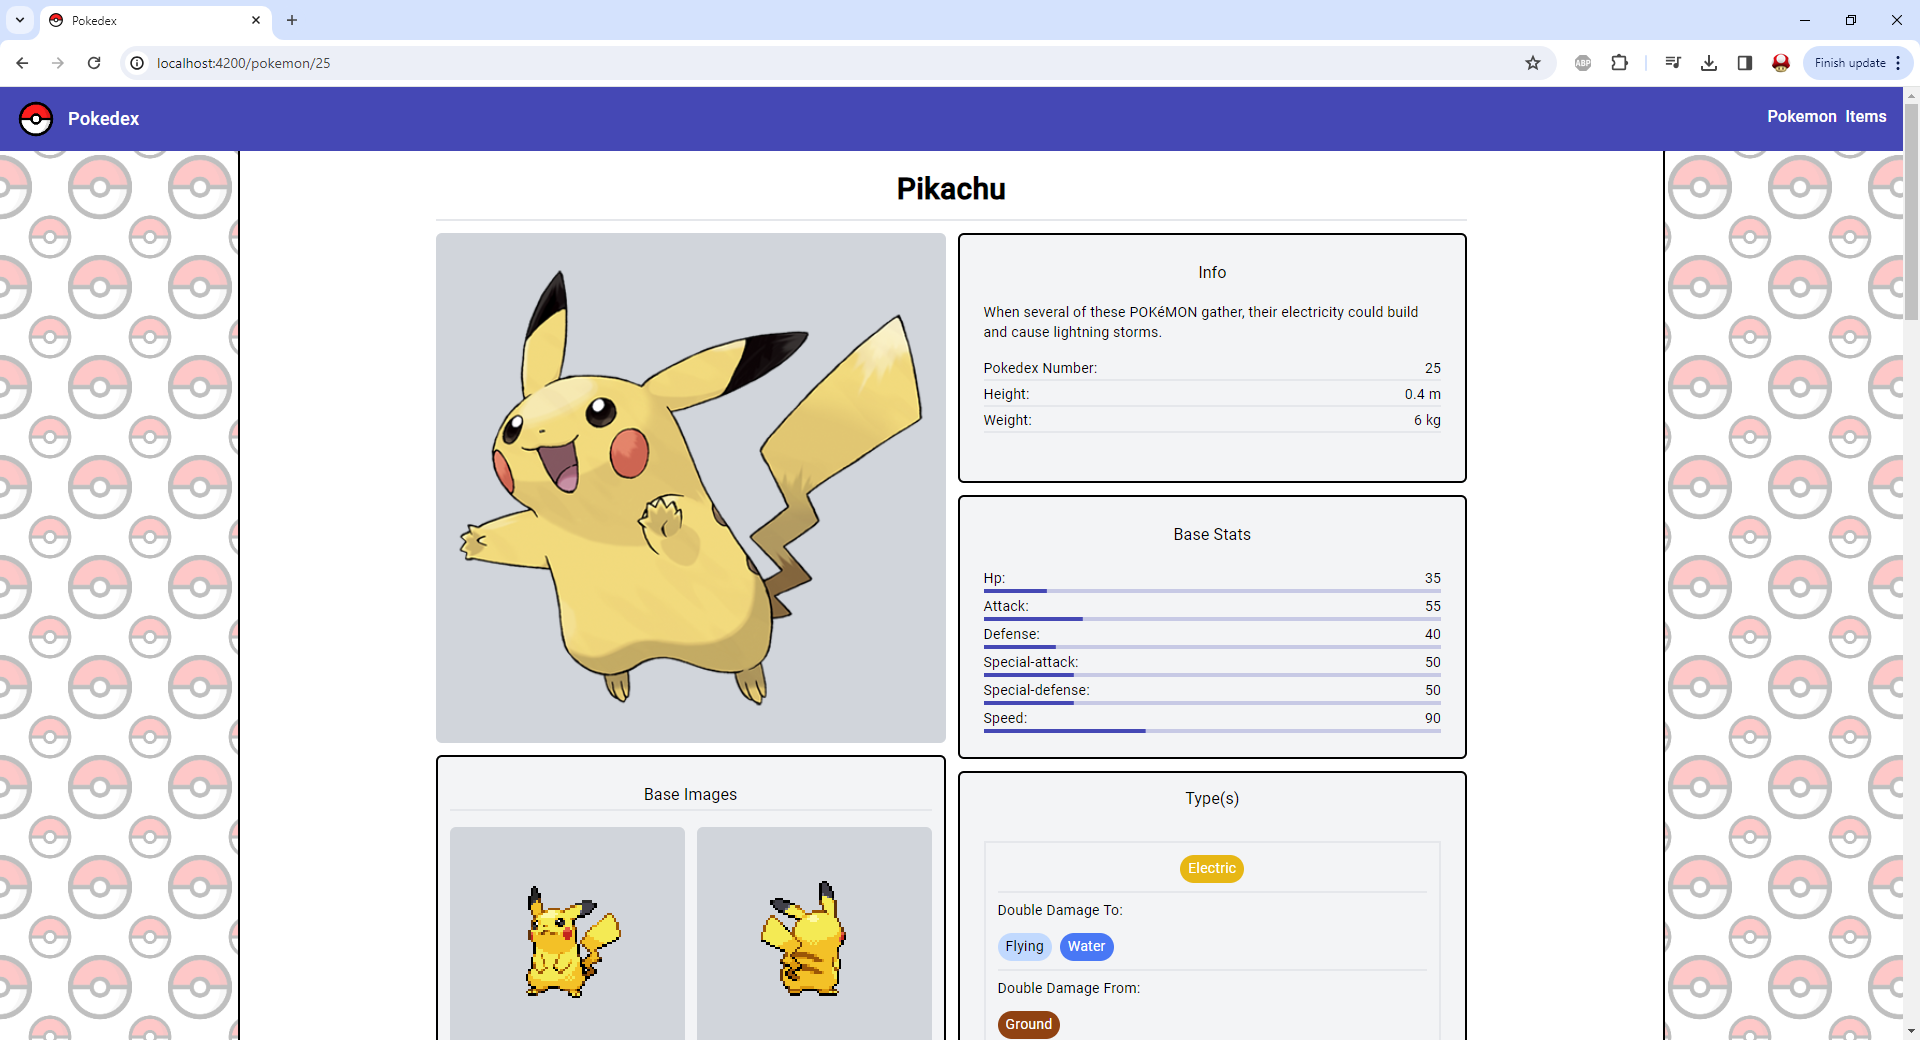 Pokedex
localhost:4200/pokemon/25
ABP
Finish update
Pokedex
Pokemon Items
Pikachu
Info
When several of these POKéMON gather, their electricity could build
and cause lightning storms.
Pokedex Number: 25
Height: 0.4 m
Weight: 6 kg
Base Stats
Hp: 35
Attack: 55
Defense: 40
Special-attack: 50
Special-defense: 50
Speed: 90
Base Images
Type(s)
Electric
Double Damage To:
Flying Water
Double Damage From:
Ground